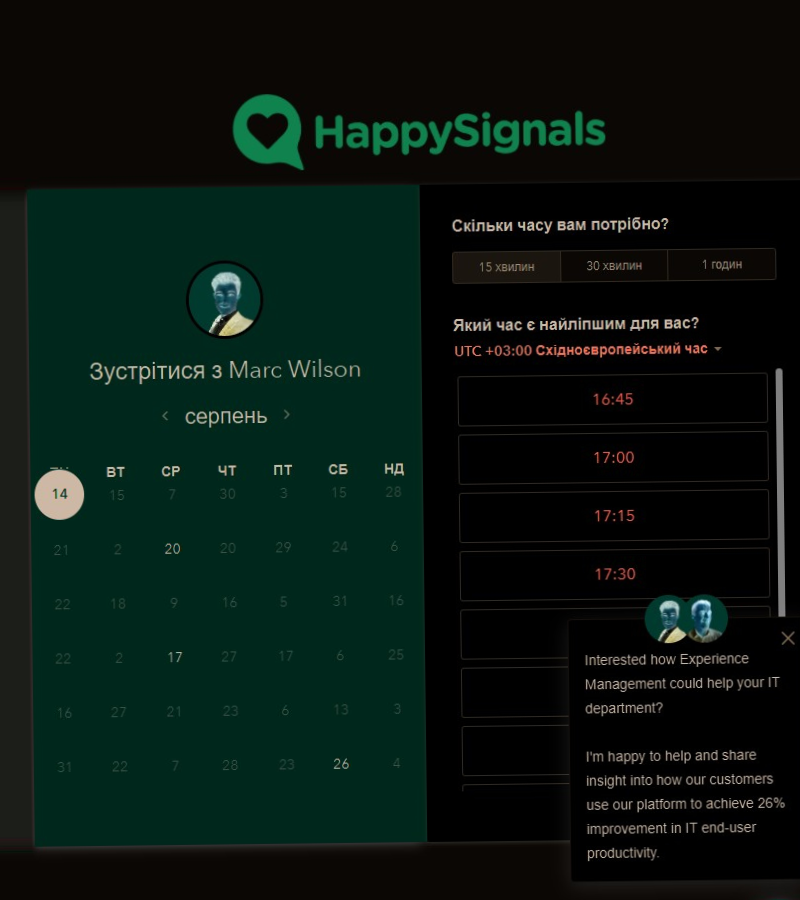 HappySignals
Зустрітися з Marc Wilson
серпень
ВТ СР ЧТ ПТ СБ НД
14 15 7 30 3 15 28
21 2 20 20 29 24 6
22 18 9 16 5 31 16
22 2 17 27 17 6 25
16 27 21 23 6 13 3
31 22 7 28 23 26 4
Скільки часу вам потрібно?
15 хвилин 30 хвилин 1 годин
Який час є найліпшим для вас?
UTC +03:00 Східноєвропейський час
16:45
17:00
17:15
17:30
Interested how Experience
Management could help your IT
department?
I'm happy to help and share
insight into how our customers
use our platform to achieve 26%
improvement in IT end-user
productivity.